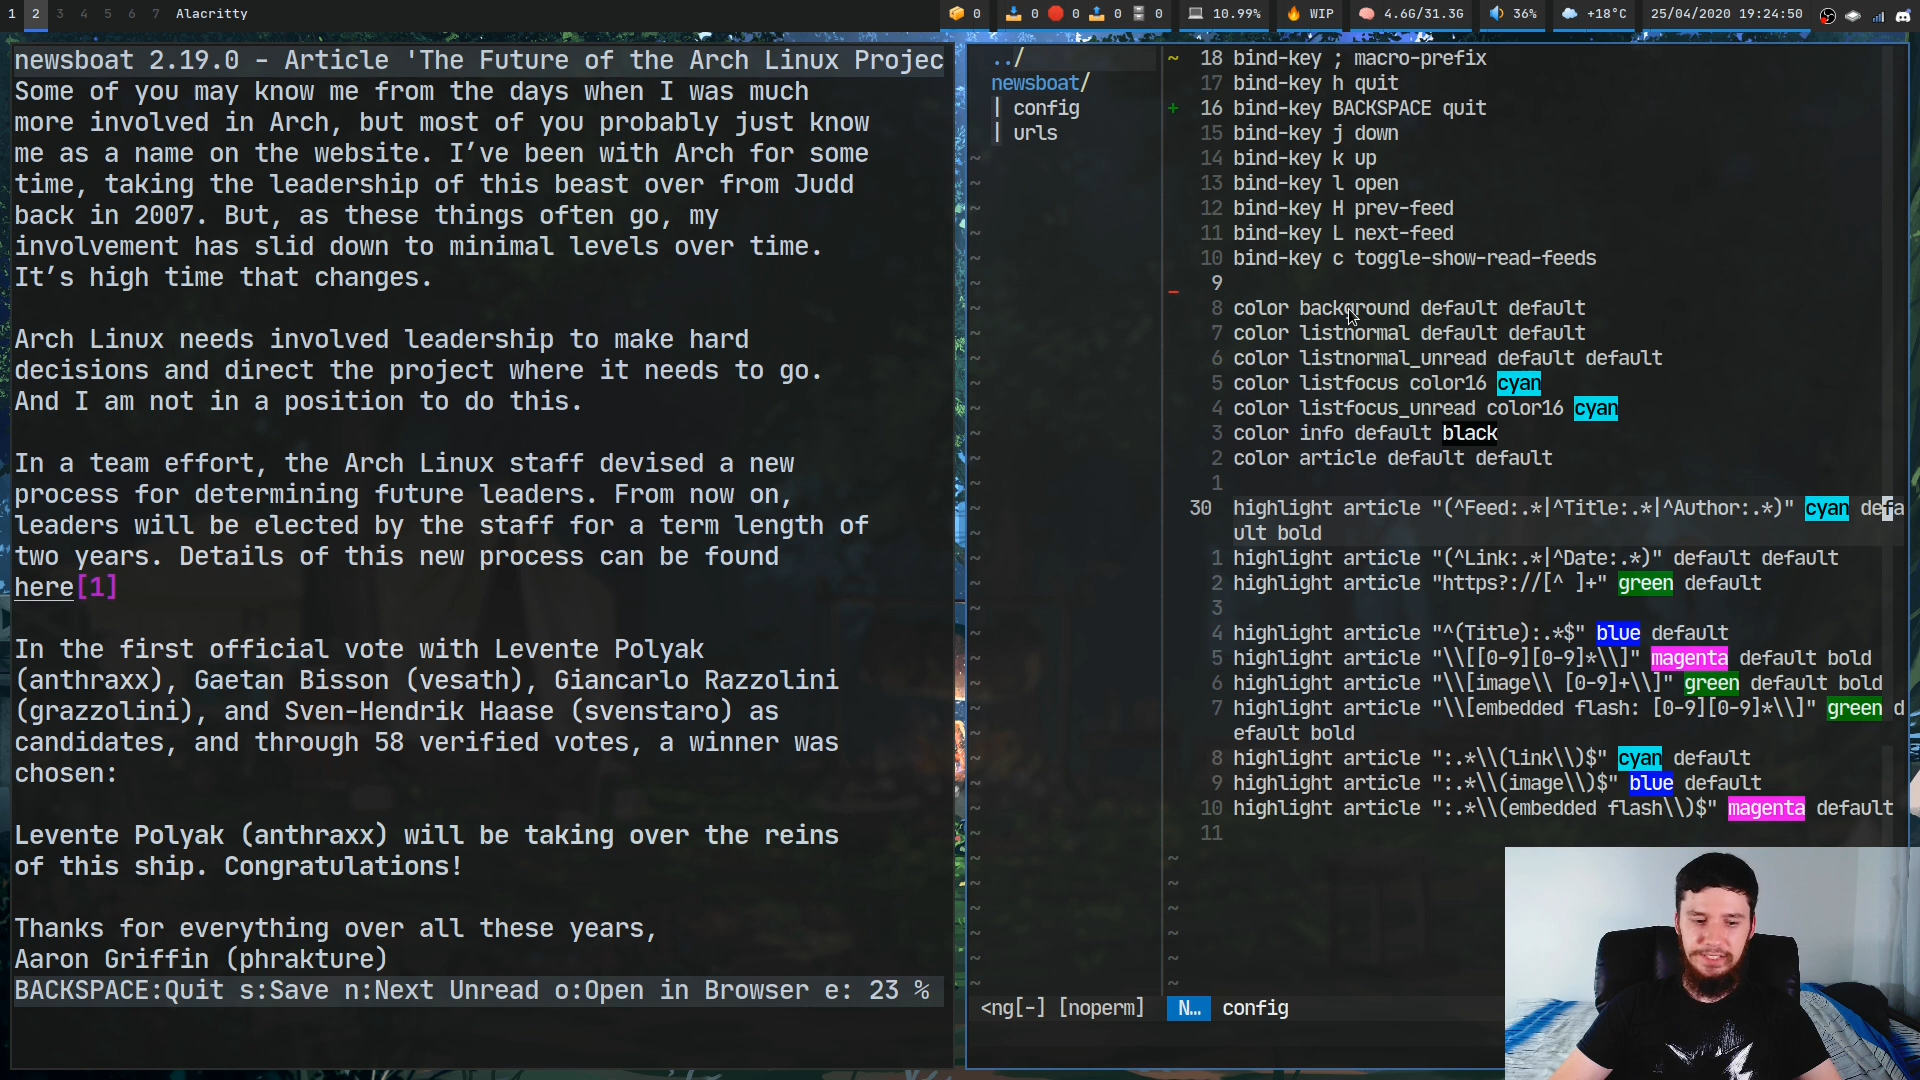 1 2 3 4 5 6 7 Alacritty
0 0 0 0 0 10.99% WIP 4.6G/31.3G 36% +18°C 25/04/2020 19:24:50
newsboat 2.19.0 - Article 'The Future of the Arch Linux Projec
Some of you may know me from the days when I was much
more involved in Arch, but most of you probably just know
me as a name on the website. I’ve been with Arch for some
time, taking the leadership of this beast over from Judd
back in 2007. But, as these things often go, my
involvement has slid down to minimal levels over time.
It’s high time that changes.
Arch Linux needs involved leadership to make hard
decisions and direct the project where it needs to go.
And I am not in a position to do this.
In a team effort, the Arch Linux staff devised a new
process for determining future leaders. From now on,
leaders will be elected by the staff for a term length of
two years. Details of this new process can be found
here[1]
In the first official vote with Levente Polyak
(anthraxx), Gaetan Bisson (vesath), Giancarlo Razzolini
(grazzolini), and Sven-Hendrik Haase (svenstaro) as
candidates, and through 58 verified votes, a winner was
chosen:
Levente Polyak (anthraxx) will be taking over the reins
of this ship. Congratulations!
Thanks for everything over all these years,
Aaron Griffin (phrakture)
BACKSPACE:Quit s:Save n:Next Unread o:Open in Browser e: 23 %
../
newsboat/
| config
| urls
~ 18 bind-key ; macro-prefix
17 bind-key h quit
+ 16 bind-key BACKSPACE quit
15 bind-key j down
14 bind-key k up
13 bind-key l open
12 bind-key H prev-feed
11 bind-key L next-feed
10 bind-key c toggle-show-read-feeds
_ 9
8 color background default default
7 color listnormal default default
6 color listnormal_unread default default
5 color listfocus color16 cyan
4 color listfocus_unread color16 cyan
3 color info default black
2 color article default default
1
30 highlight article "(^Feed:.*|^Title:.*|^Author:.*)" cyan defa
ult bold
1 highlight article "(^Link:.*|^Date:.*)" default default
2 highlight article "https?://[^ ]+" green default
3
4 highlight article "^(Title):.*$" blue default
5 highlight article "\\[[0-9][0-9]*\\]" magenta default bold
6 highlight article "\\[image\\ [0-9]+\\]" green default bold
7 highlight article "\\[embedded flash: [0-9][0-9]*\\]" green d
efault bold
8 highlight article ":.*\\(link\\)$" cyan default
9 highlight article ":.*\\(image\\)$" blue default
10 highlight article ":.*\\(embedded flash\\)$" magenta default
11
<ng[-] [noperm] N… config